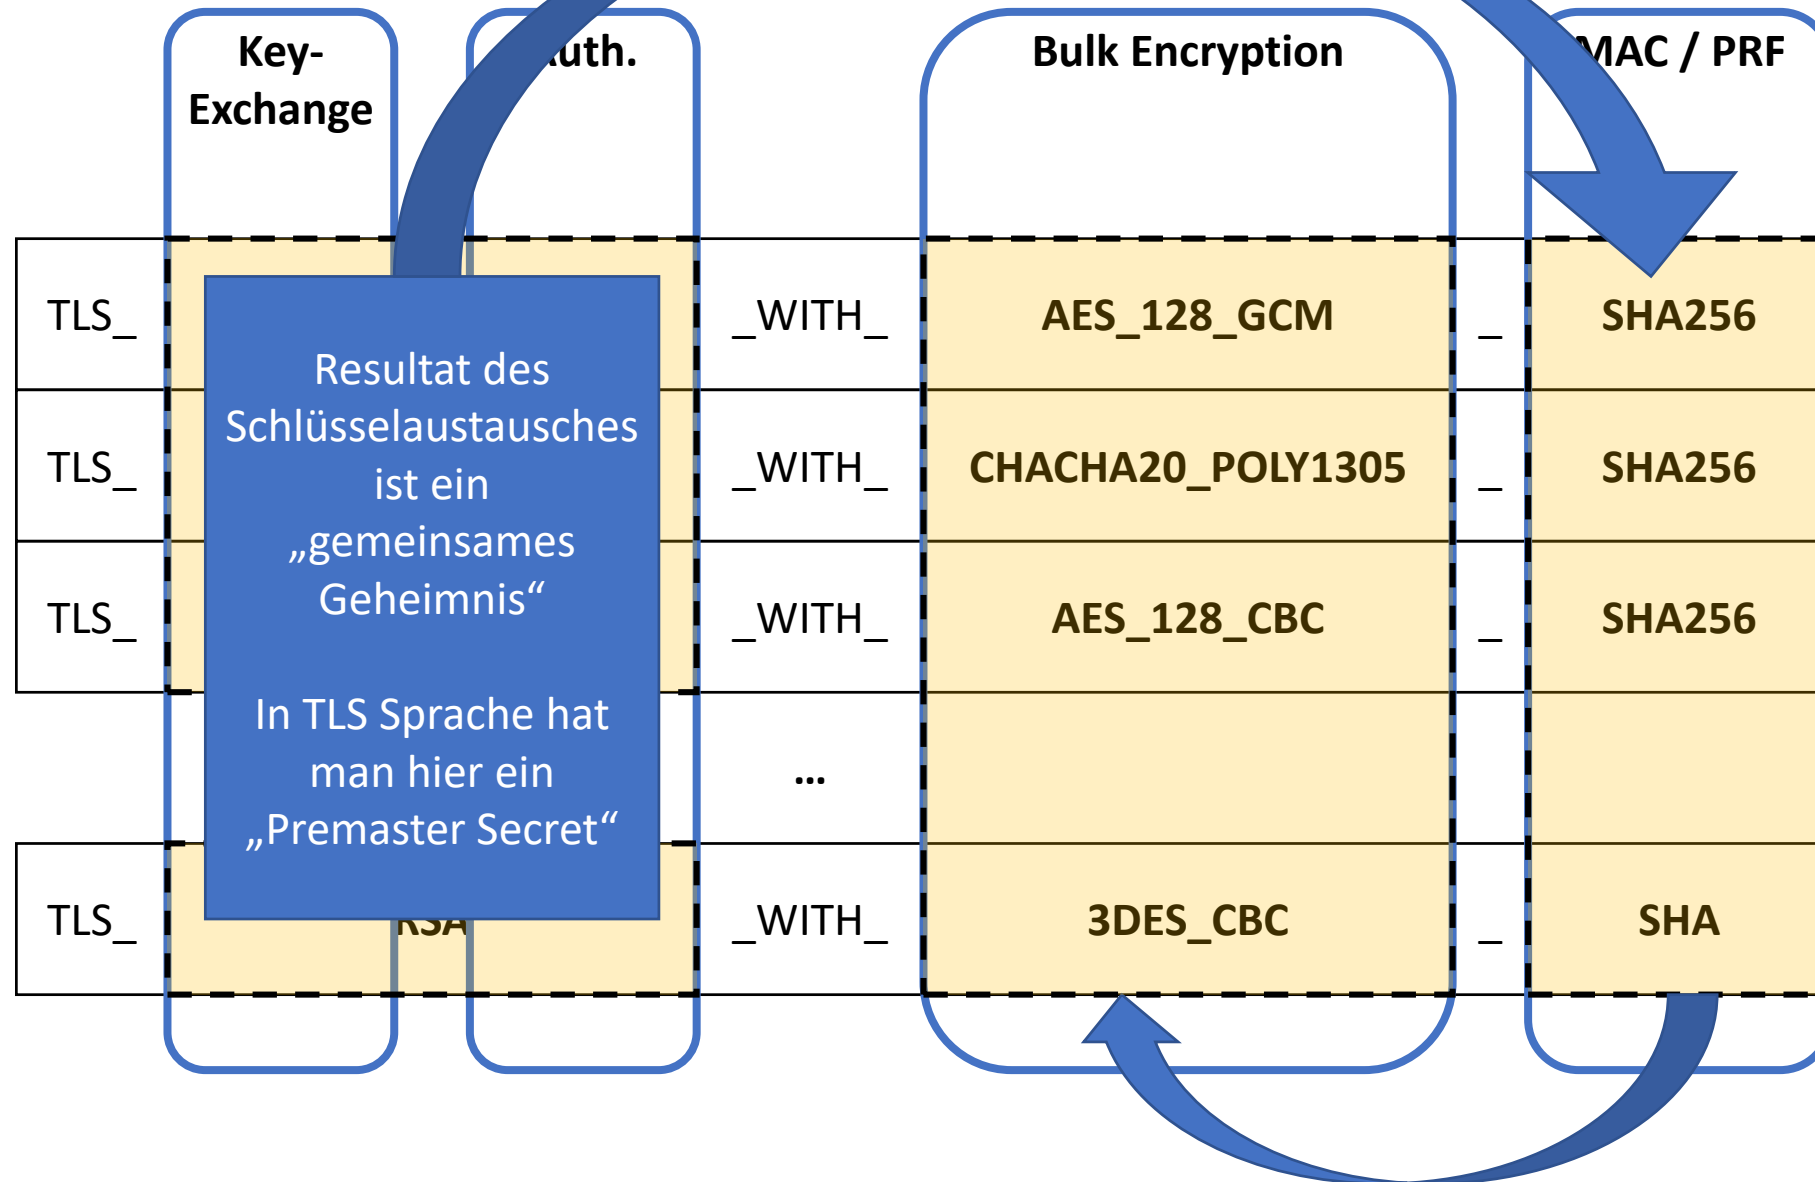 Key-
Exchange
Auth.
Bulk Encryption
MAC / PRF
TLS_
_WITH_
AES_128_GCM
_
SHA256
TLS_
_WITH_
CHACHA20_POLY1305
_
SHA256
TLS_
_WITH_
AES_128_CBC
_
SHA256
...
TLS_
RSA
_WITH_
3DES_CBC
_
SHA
Resultat des
Schlüsselaustausches
ist ein
„gemeinsames
Geheimnis“
In TLS Sprache hat
man hier ein
„Premaster Secret“